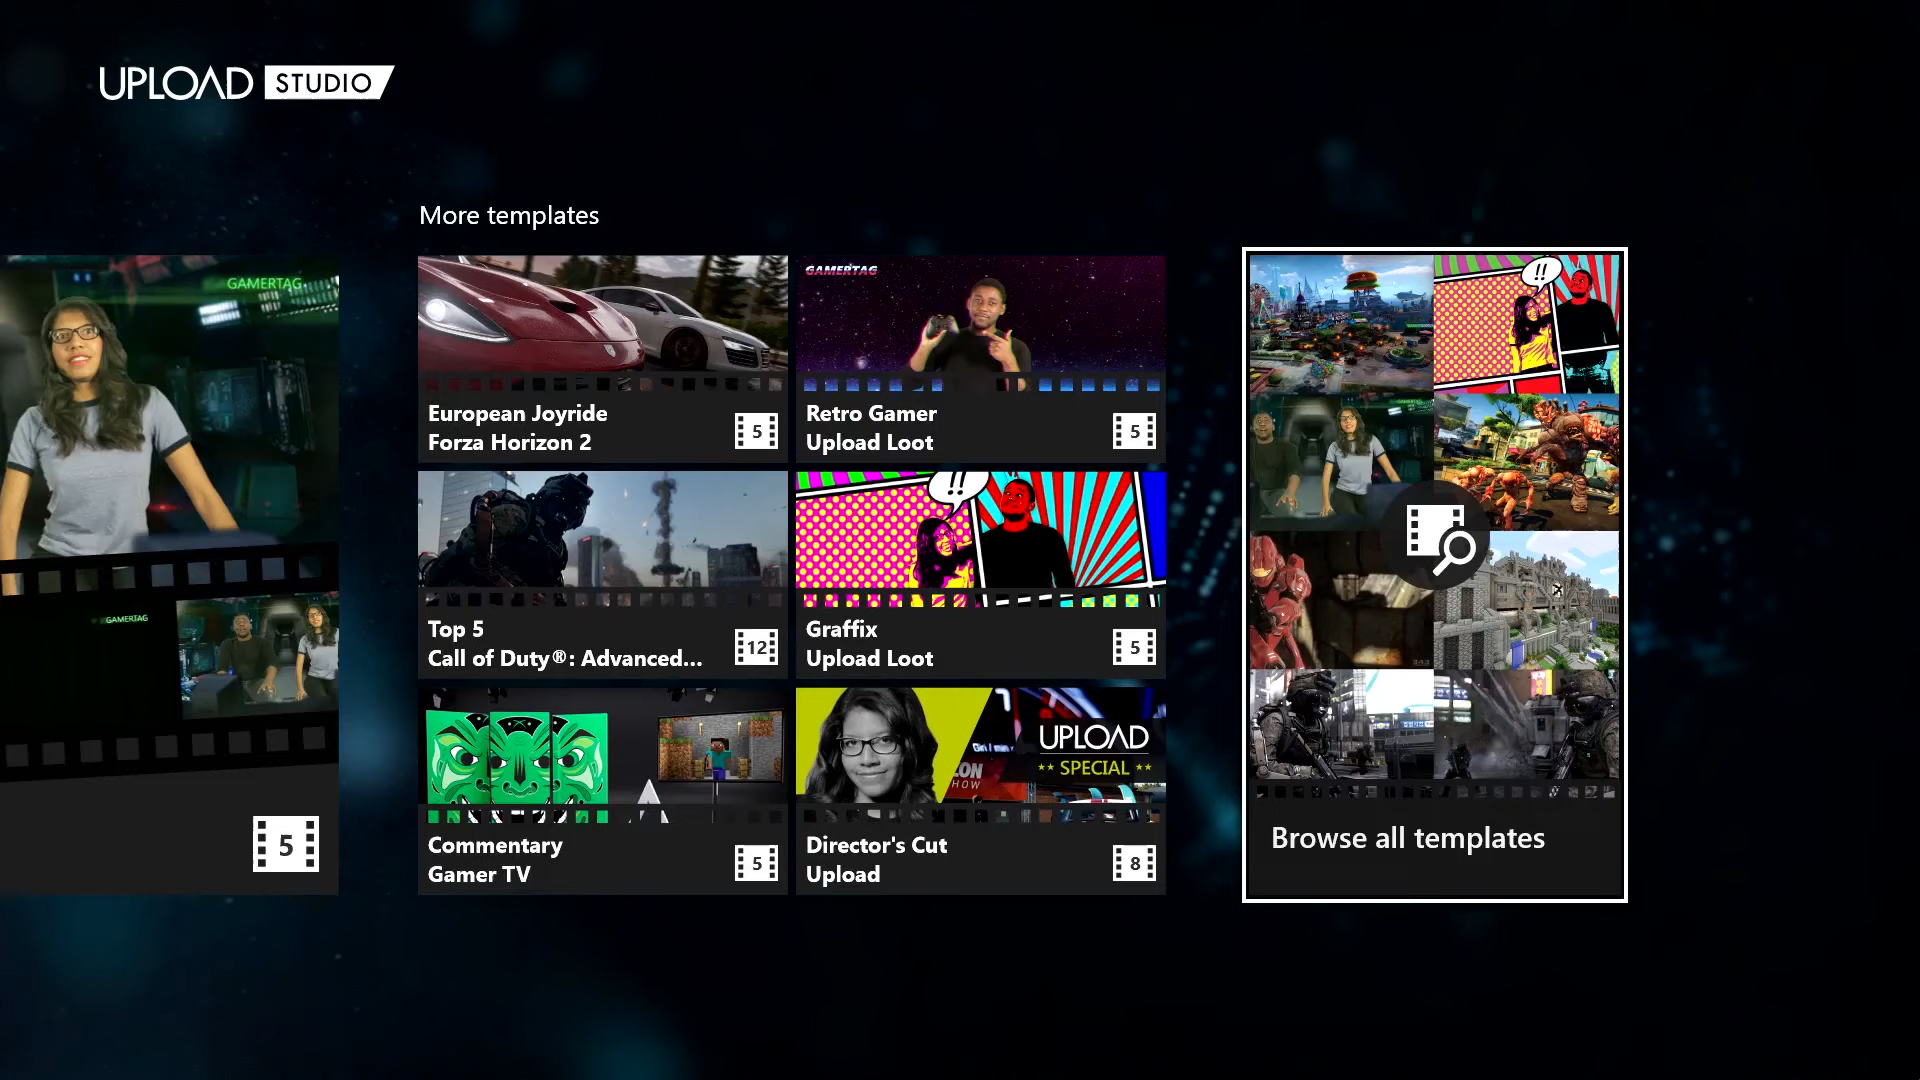 UPLOAD STUDIO
More templates
GAMERTAG
GAMERTAG
5
European Joyride
Forza Horizon 2
5
GAMERTAG
Retro Gamer
Upload Loot
5
Top 5
Call of Duty®: Advanced...
12
!!
Graffix
Upload Loot
5
Commentary
Gamer TV
5
UPLOAD
SPECIAL
Director's Cut
Upload
8
!!
Browse all templates